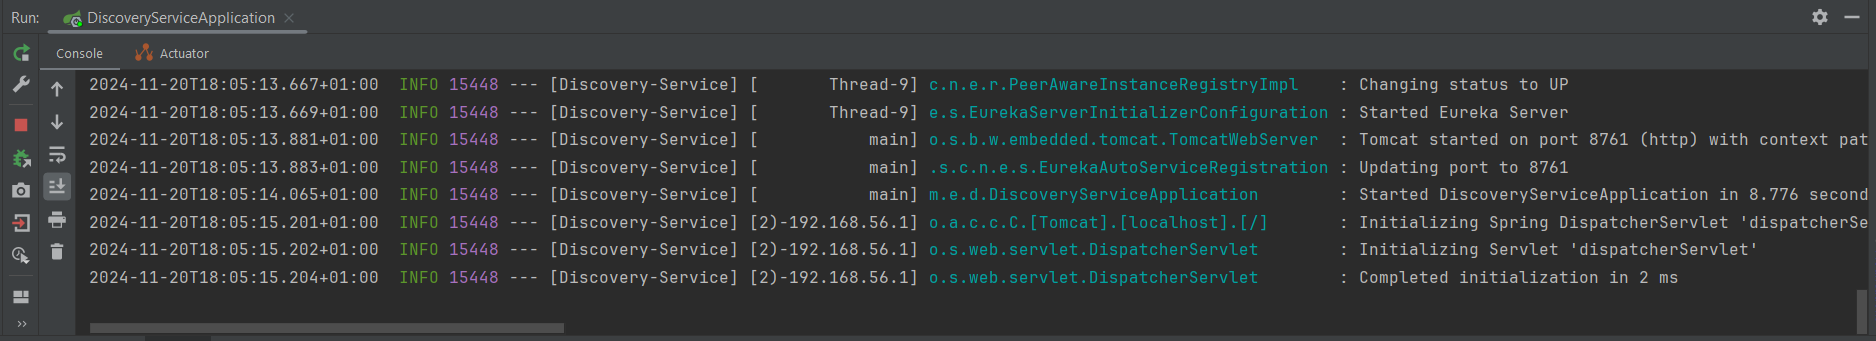 Run: DiscoveryServiceApplication
Console Actuator
2024-11-20T18:05:13.667+01:00  INFO 15448 --- [Discovery-Service] [       Thread-9] c.n.e.r.PeerAwareInstanceRegistryImpl    : Changing status to UP
2024-11-20T18:05:13.669+01:00  INFO 15448 --- [Discovery-Service] [       Thread-9] e.s.EurekaServerInitializerConfiguration : Started Eureka Server
2024-11-20T18:05:13.881+01:00  INFO 15448 --- [Discovery-Service] [           main] o.s.b.w.embedded.tomcat.TomcatWebServer  : Tomcat started on port 8761 (http) with context pat
2024-11-20T18:05:13.883+01:00  INFO 15448 --- [Discovery-Service] [           main] .s.c.n.e.s.EurekaAutoServiceRegistration : Updating port to 8761
2024-11-20T18:05:14.065+01:00  INFO 15448 --- [Discovery-Service] [           main] m.e.d.DiscoveryServiceApplication        : Started DiscoveryServiceApplication in 8.776 second
2024-11-20T18:05:15.201+01:00  INFO 15448 --- [Discovery-Service] [2)-192.168.56.1] o.a.c.c.C.[Tomcat].[localhost].[/]       : Initializing Spring DispatcherServlet 'dispatcherSe
2024-11-20T18:05:15.202+01:00  INFO 15448 --- [Discovery-Service] [2)-192.168.56.1] o.s.web.servlet.DispatcherServlet        : Initializing Servlet 'dispatcherServlet'
2024-11-20T18:05:15.204+01:00  INFO 15448 --- [Discovery-Service] [2)-192.168.56.1] o.s.web.servlet.DispatcherServlet        : Completed initialization in 2 ms